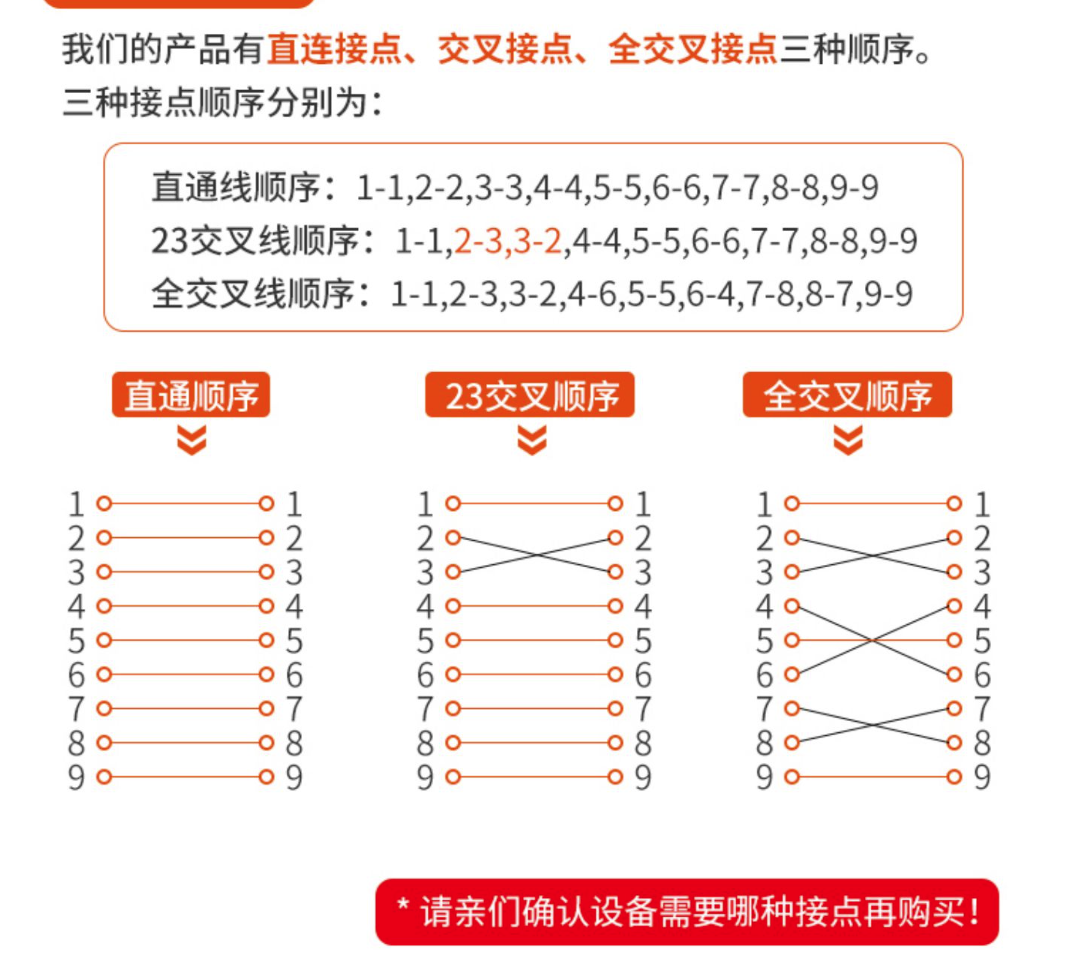 我们的产品有直连接点、交叉接点、全交叉接点三种顺序。
三种接点顺序分别为：
直通线顺序：1-1,2-2,3-3,4-4,5-5,6-6,7-7,8-8,9-9
23交叉线顺序：1-1,2-3,3-2,4-4,5-5,6-6,7-7,8-8,9-9
全交叉线顺序：1-1,2-3,3-2,4-6,5-5,6-4,7-8,8-7,9-9
直通顺序 23交叉顺序 全交叉顺序
1 1 1 1 1 1
2 2 2 2 2 2
3 3 3 3 3 3
4 4 4 4 4 4
5 5 5 5 5 5
6 6 6 6 6 6
7 7 7 7 7 7
8 8 8 8 8 8
9 9 9 9 9 9
* 请亲们确认设备需要哪种接点再购买！